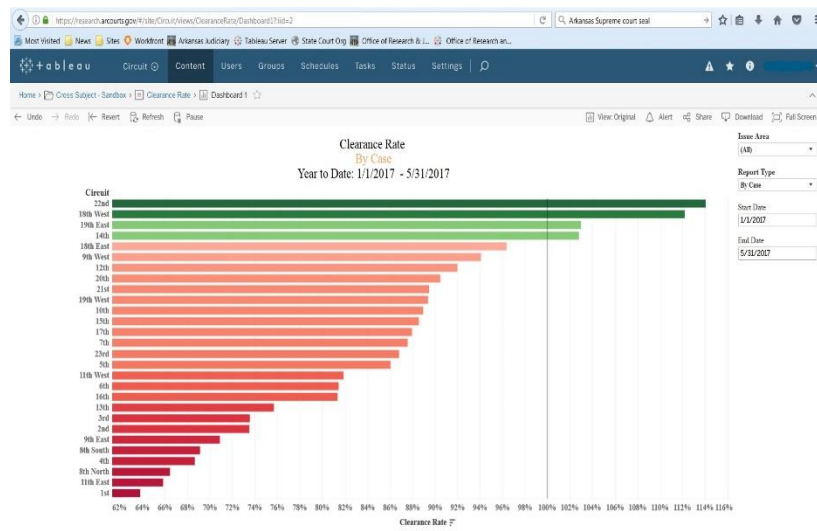 https://research.arcourts.gov/#/site/Circuit/views/ClearanceRate/Dashboard1?:iid=2
Arkansas Supreme court seal
Most Visited News Sites Workfront Arkansas Judiciary Tableau Server State Court Org Office of Research & J... Office of Research an...
+ableau Circuit Content Users Groups Schedules Tasks Status Settings
Home > Cross Subject - Sandbox > Clearance Rate > Dashboard 1
Undo Redo Revert Refresh Pause View: Original Alert Share Download Full Screen
Clearance Rate
By Case
Year to Date: 1/1/2017 - 5/31/2017
Issue Area
(All)
Report Type
By Case
Start Date
1/1/2017
End Date
5/31/2017
Circuit
22nd
18th West
19th East
14th
18th East
9th West
12th
20th
21st
19th West
10th
15th
17th
7th
23rd
5th
11th West
6th
16th
13th
3rd
2nd
9th East
8th South
4th
8th North
11th East
1st
62% 64% 66% 68% 70% 72% 74% 76% 78% 80% 82% 84% 86% 88% 90% 92% 94% 96% 98% 100% 102% 104% 106% 108% 110% 112% 114% 116%
Clearance Rate